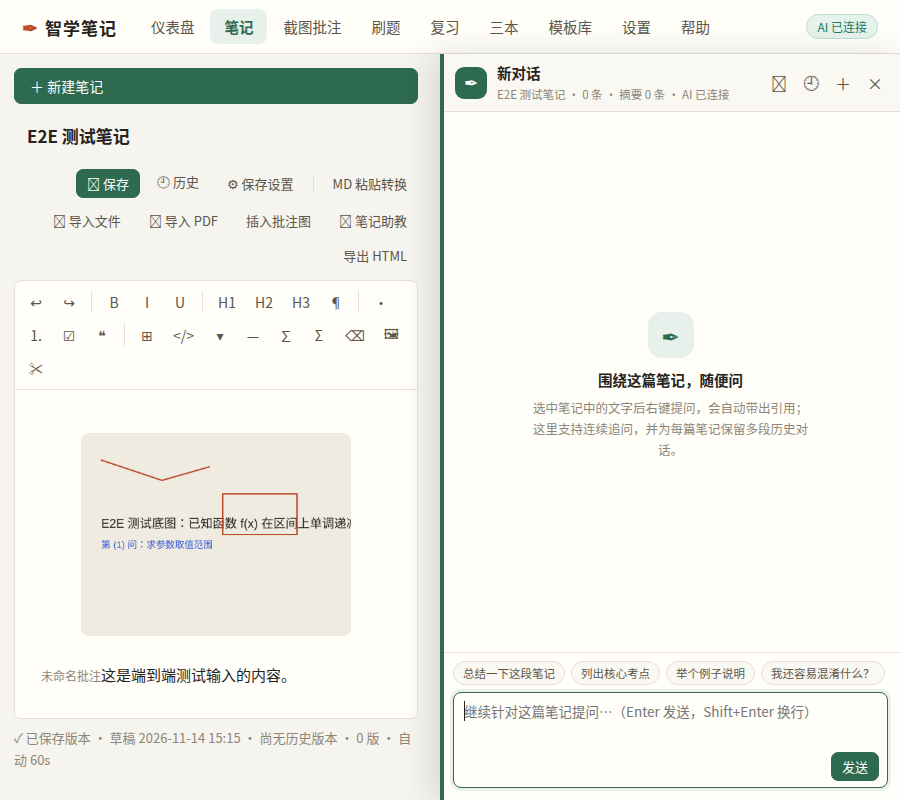 智学笔记 仪表盘 笔记 截图批注 刷题 复习 三本 模板库 设置 帮助 AI 已连接
＋ 新建笔记
E2E 测试笔记
保存 历史 ⚙ 保存设置 MD 粘贴转换
导入文件 导入 PDF 插入批注图 笔记助教
导出 HTML
↩ ↪ B I U H1 H2 H3 ¶ •
1. ☑ ❝ ⊞ </> ▾ — ∑ Σ ⌫
E2E 测试底图：已知函数 f(x) 在区间上单调递
第 (1) 问：求参数取值范围
未命名批注这是端到端测试输入的内容。
✓ 已保存版本 · 草稿 2026-11-14 15:15 · 尚无历史版本 · 0 版 · 自
动 60s
新对话
E2E 测试笔记 · 0 条 · 摘要 0 条 · AI 已连接
围绕这篇笔记，随便问
选中笔记中的文字后右键提问，会自动带出引用；
这里支持连续追问，并为每篇笔记保留多段历史对
话。
总结一下这段笔记 列出核心考点 举个例子说明 我还容易混淆什么？
继续针对这篇笔记提问…（Enter 发送，Shift+Enter 换行）
发送